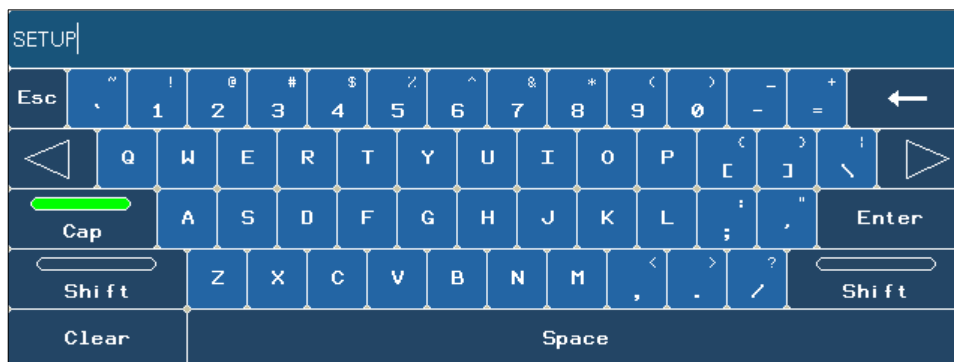 SETUP
Esc ~ ` ! 1 @ 2 # 3 $ 4 % 5 ^ 6 & 7 * 8 ( 9 ) 0 _ - + = ←
Q W E R T Y U I O P { [ } ] ¦ \
Cap A S D F G H J K L : ; " ' Enter
Shift Z X C V B N M < , > . ? / Shift
Clear Space